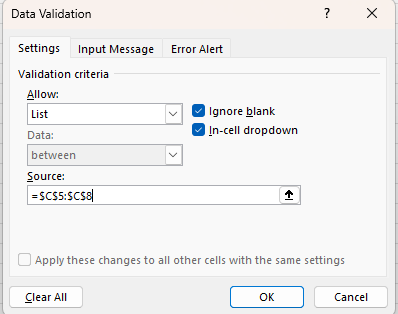 Data Validation ?
Settings Input Message Error Alert
Validation criteria
Allow:
List
Ignore blank
Data:
In-cell dropdown
between
Source:
=$C$5:$C$8
Apply these changes to all other cells with the same settings
Clear All OK Cancel